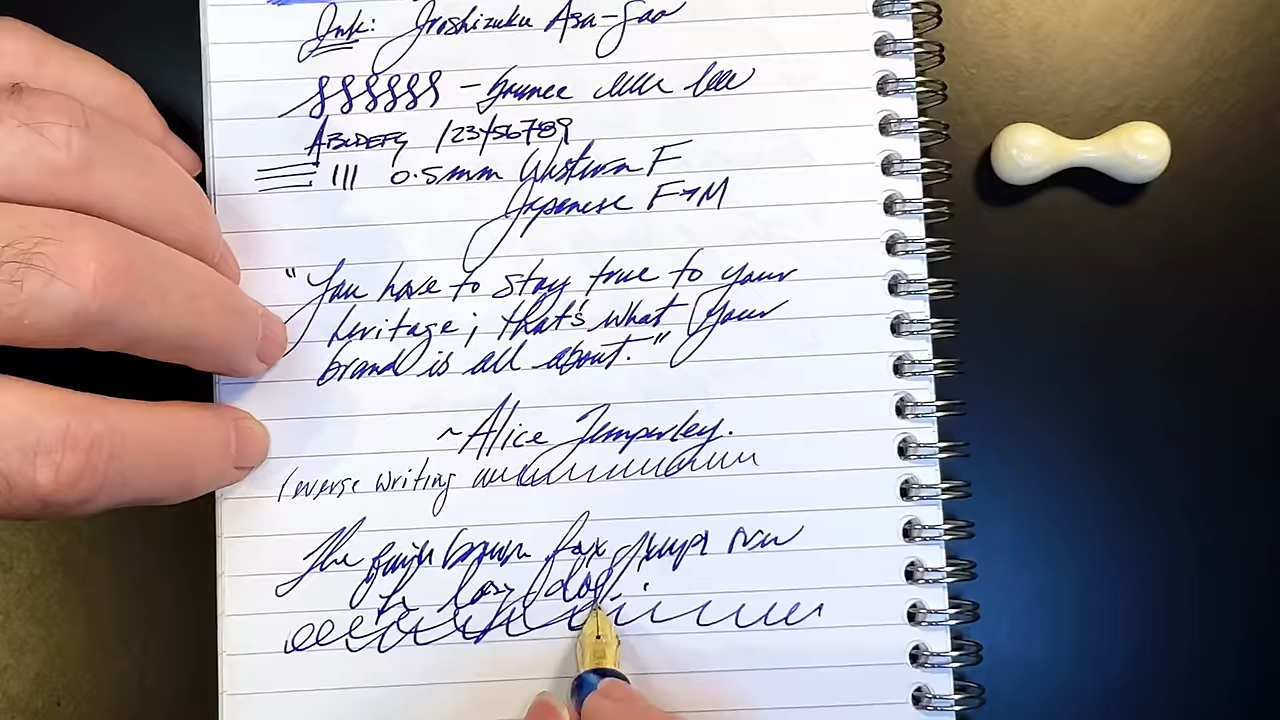 Ink: Iroshizuku Asa-Gao
- bounce
ABCDEFG 123456789
0.5mm Western F
Japanese F→M
"You have to stay true to your
heritage; that's what your
brand is all about."
~Alice Temperley.
reverse writing
The quick brown fox jumps over
the lazy dog.